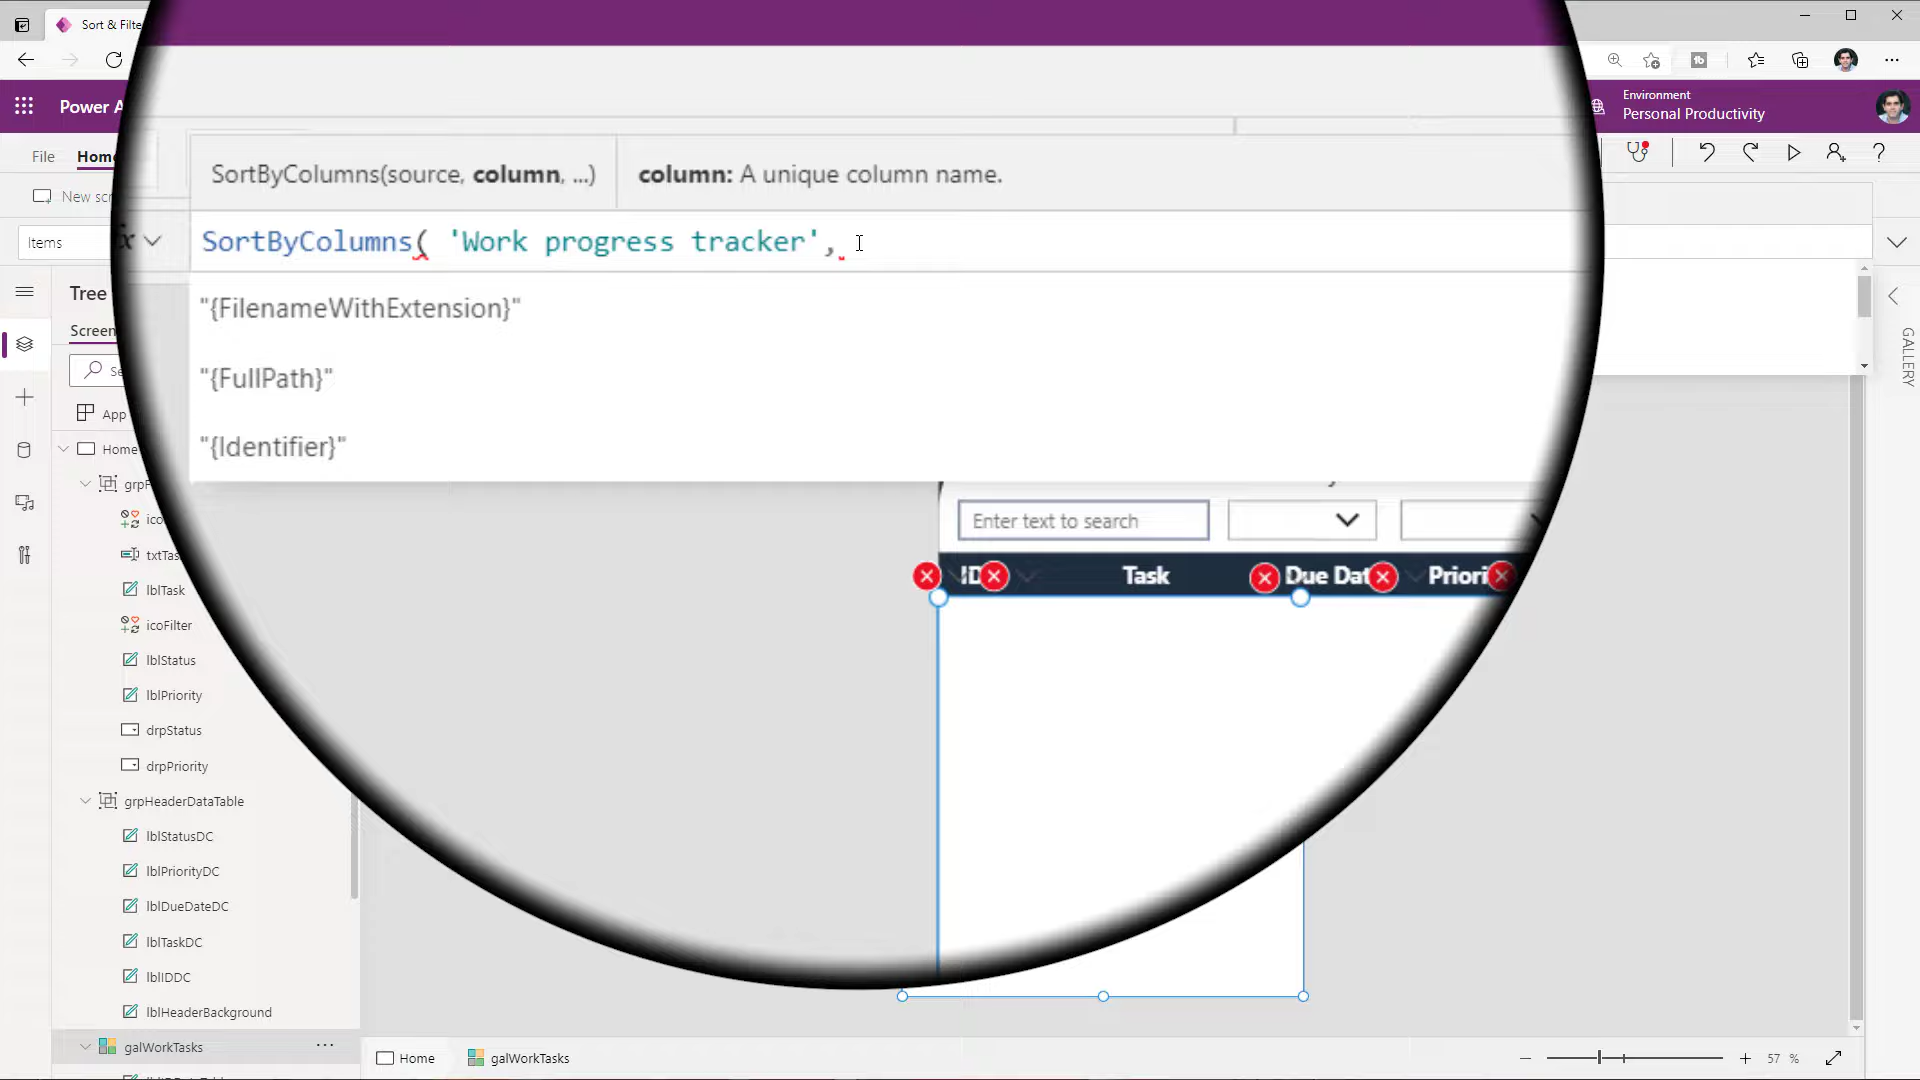 Sort & Filte
Power A
Environment
Personal Productivity
File
Home
New scr
SortByColumns(source, column, ...)
column: A unique column name.
Items
SortByColumns( 'Work progress tracker',
"{FilenameWithExtension}"
"{FullPath}"
"{Identifier}"
Tree
Screen
Se
App
Home
grpF
ico
txtTas
lblTask
icoFilter
lblStatus
lblPriority
drpStatus
drpPriority
grpHeaderDataTable
lblStatusDC
lblPriorityDC
lblDueDateDC
lblTaskDC
lblIDDC
lblHeaderBackground
galWorkTasks
...
GALLERY
Enter text to search
ID
Task
Due Dat
Priori
Home
galWorkTasks
57 %